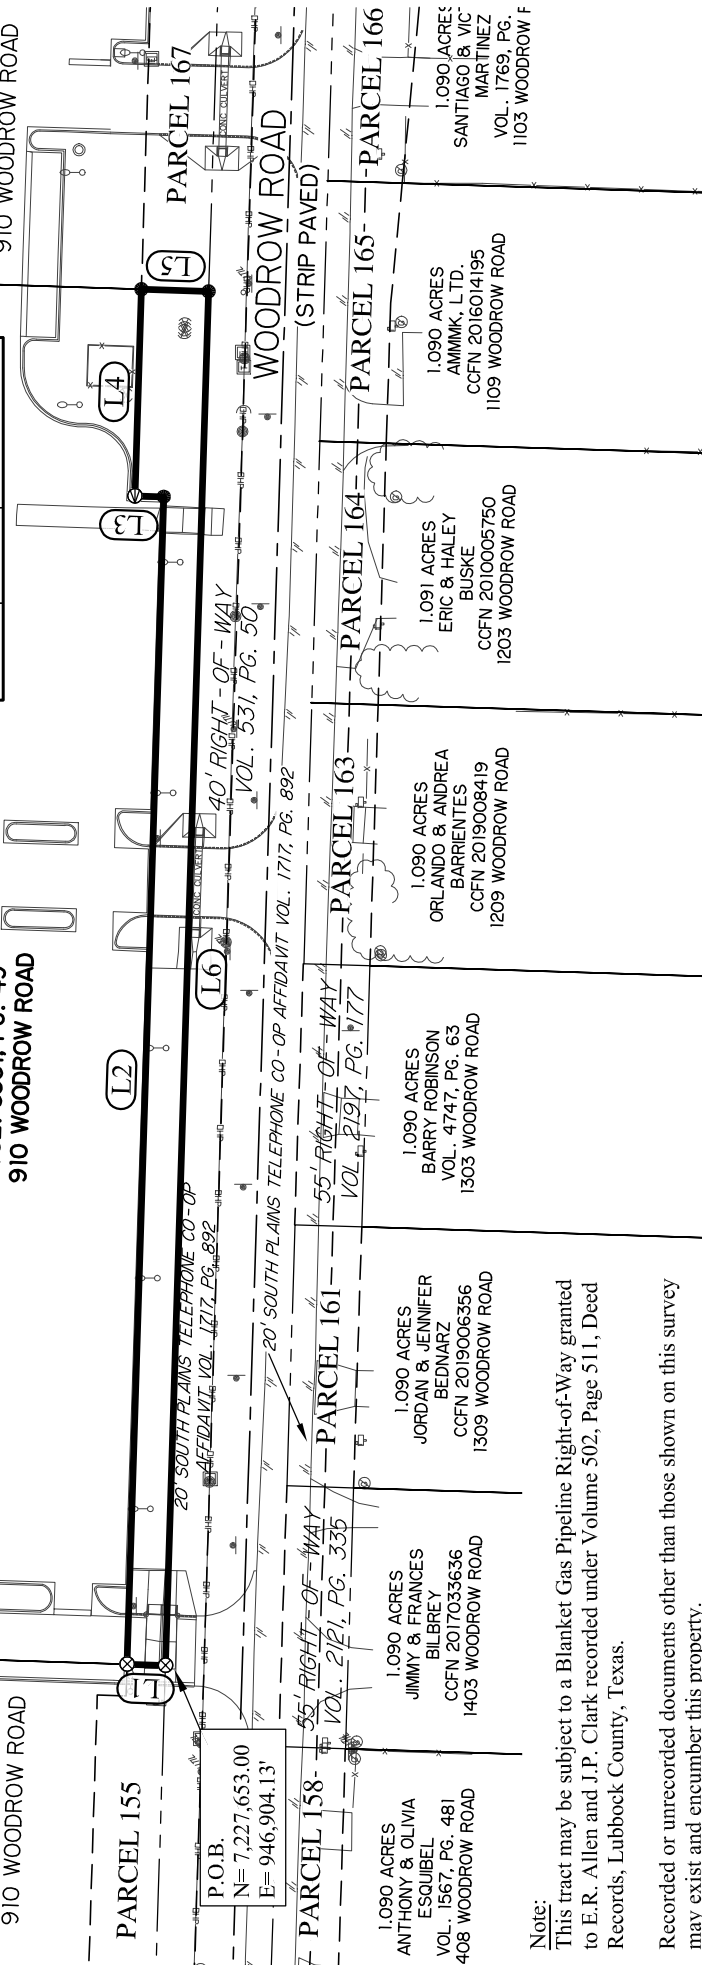 910 WOODROW ROAD
910 WOODROW ROAD
910 WOODROW ROAD
PARCEL 155
PARCEL 167
L1
L2
L3
L4
L5
L6
P.O.B.
N= 7,227,653.00
E= 946,904.13'
20' SOUTH PLAINS TELEPHONE CO-OP
AFFIDAVIT VOL. 1717, PG. 892
40' RIGHT-OF-WAY
VOL. 531, PG. 50
CONC CULVERT
CONC CULVERT
WOODROW ROAD
(STRIP PAVED)
20' SOUTH PLAINS TELEPHONE CO-OP AFFIDAVIT VOL. 1717, PG. 892
55' RIGHT-OF-WAY
VOL. 2121, PG. 335
55' RIGHT-OF-WAY
VOL. 2197, PG. 177
PARCEL 158
PARCEL 161
PARCEL 163
PARCEL 164
PARCEL 165
PARCEL 166
1.090 ACRES
ANTHONY & OLIVIA
ESQUIBEL
VOL. 1567, PG. 481
408 WOODROW ROAD
1.090 ACRES
JIMMY & FRANCES
BILBREY
CCFN 2017033636
1403 WOODROW ROAD
1.090 ACRES
JORDAN & JENNIFER
BEDNARZ
CCFN 2019006356
1309 WOODROW ROAD
1.090 ACRES
BARRY ROBINSON
VOL. 4747, PG. 63
1303 WOODROW ROAD
1.090 ACRES
ORLANDO & ANDREA
BARRIENTES
CCFN 2019008419
1209 WOODROW ROAD
1.091 ACRES
ERIC & HALEY
BUSKE
CCFN 2010005750
1203 WOODROW ROAD
1.090 ACRES
AMMMK, LTD.
CCFN 2016014195
1109 WOODROW ROAD
1.090 ACRES
SANTIAGO & VIC
MARTINEZ
VOL. 1769, PG.
1103 WOODROW
Note:
This tract may be subject to a Blanket Gas Pipeline Right-of-Way granted
to E.R. Allen and J.P. Clark recorded under Volume 502, Page 511, Deed
Records, Lubbock County, Texas.
Recorded or unrecorded documents other than those shown on this survey
may exist and encumber this property.